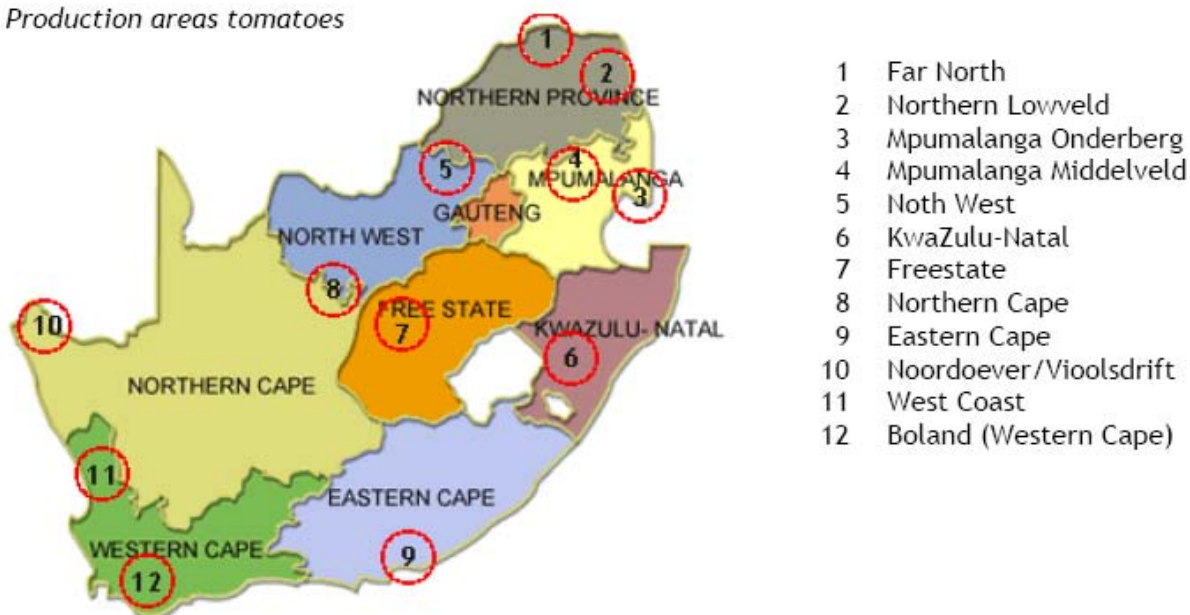 Production areas tomatoes
1
2
NORTHERN PROVINCE
5
4
MPUMALANGA
3
GAUTENG
NORTH WEST
8
10
FREE STATE
7
KWAZULU- NATAL
6
NORTHERN CAPE
11
EASTERN CAPE
WESTERN CAPE
9
12
1 Far North
2 Northern Lowveld
3 Mpumalanga Onderberg
4 Mpumalanga Middelveld
5 Noth West
6 KwaZulu-Natal
7 Freestate
8 Northern Cape
9 Eastern Cape
10 Noordoever/Vioolsdrift
11 West Coast
12 Boland (Western Cape)